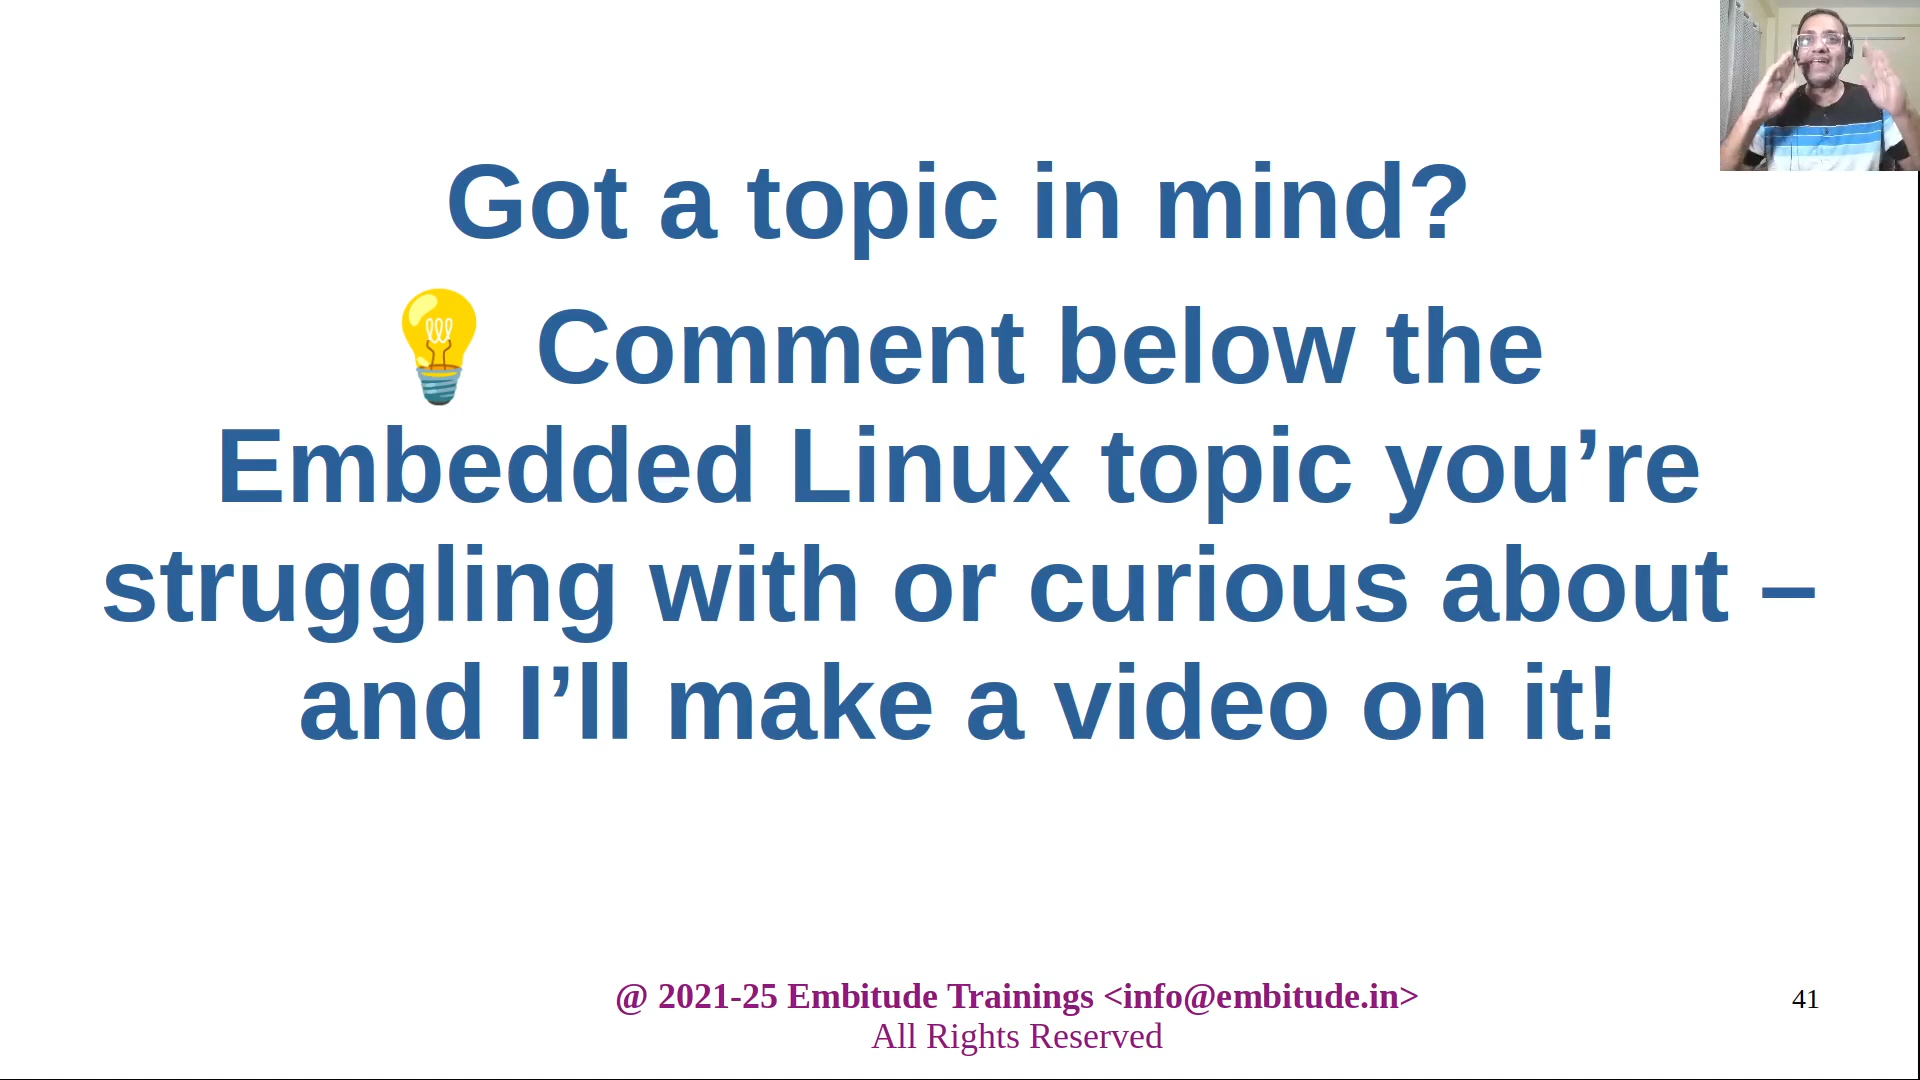 Got a topic in mind?
💡 Comment below the
Embedded Linux topic you’re
struggling with or curious about –
and I’ll make a video on it!
@ 2021-25 Embitude Trainings <info@embitude.in>
All Rights Reserved
41